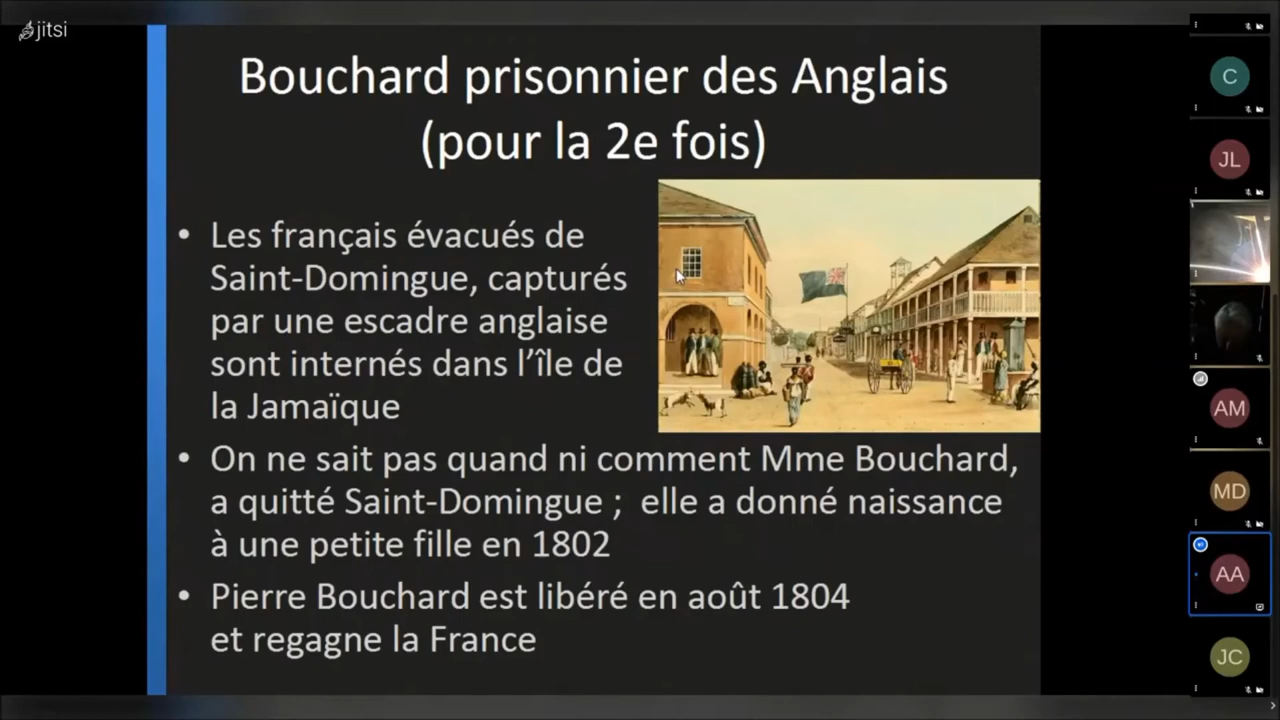 jitsi
Bouchard prisonnier des Anglais
(pour la 2e fois)
• Les français évacués de
Saint-Domingue, capturés
par une escadre anglaise
sont internés dans l’île de
la Jamaïque
• On ne sait pas quand ni comment Mme Bouchard,
a quitté Saint-Domingue ; elle a donné naissance
à une petite fille en 1802
• Pierre Bouchard est libéré en août 1804
et regagne la France
C
JL
AM
MD
AA
JC